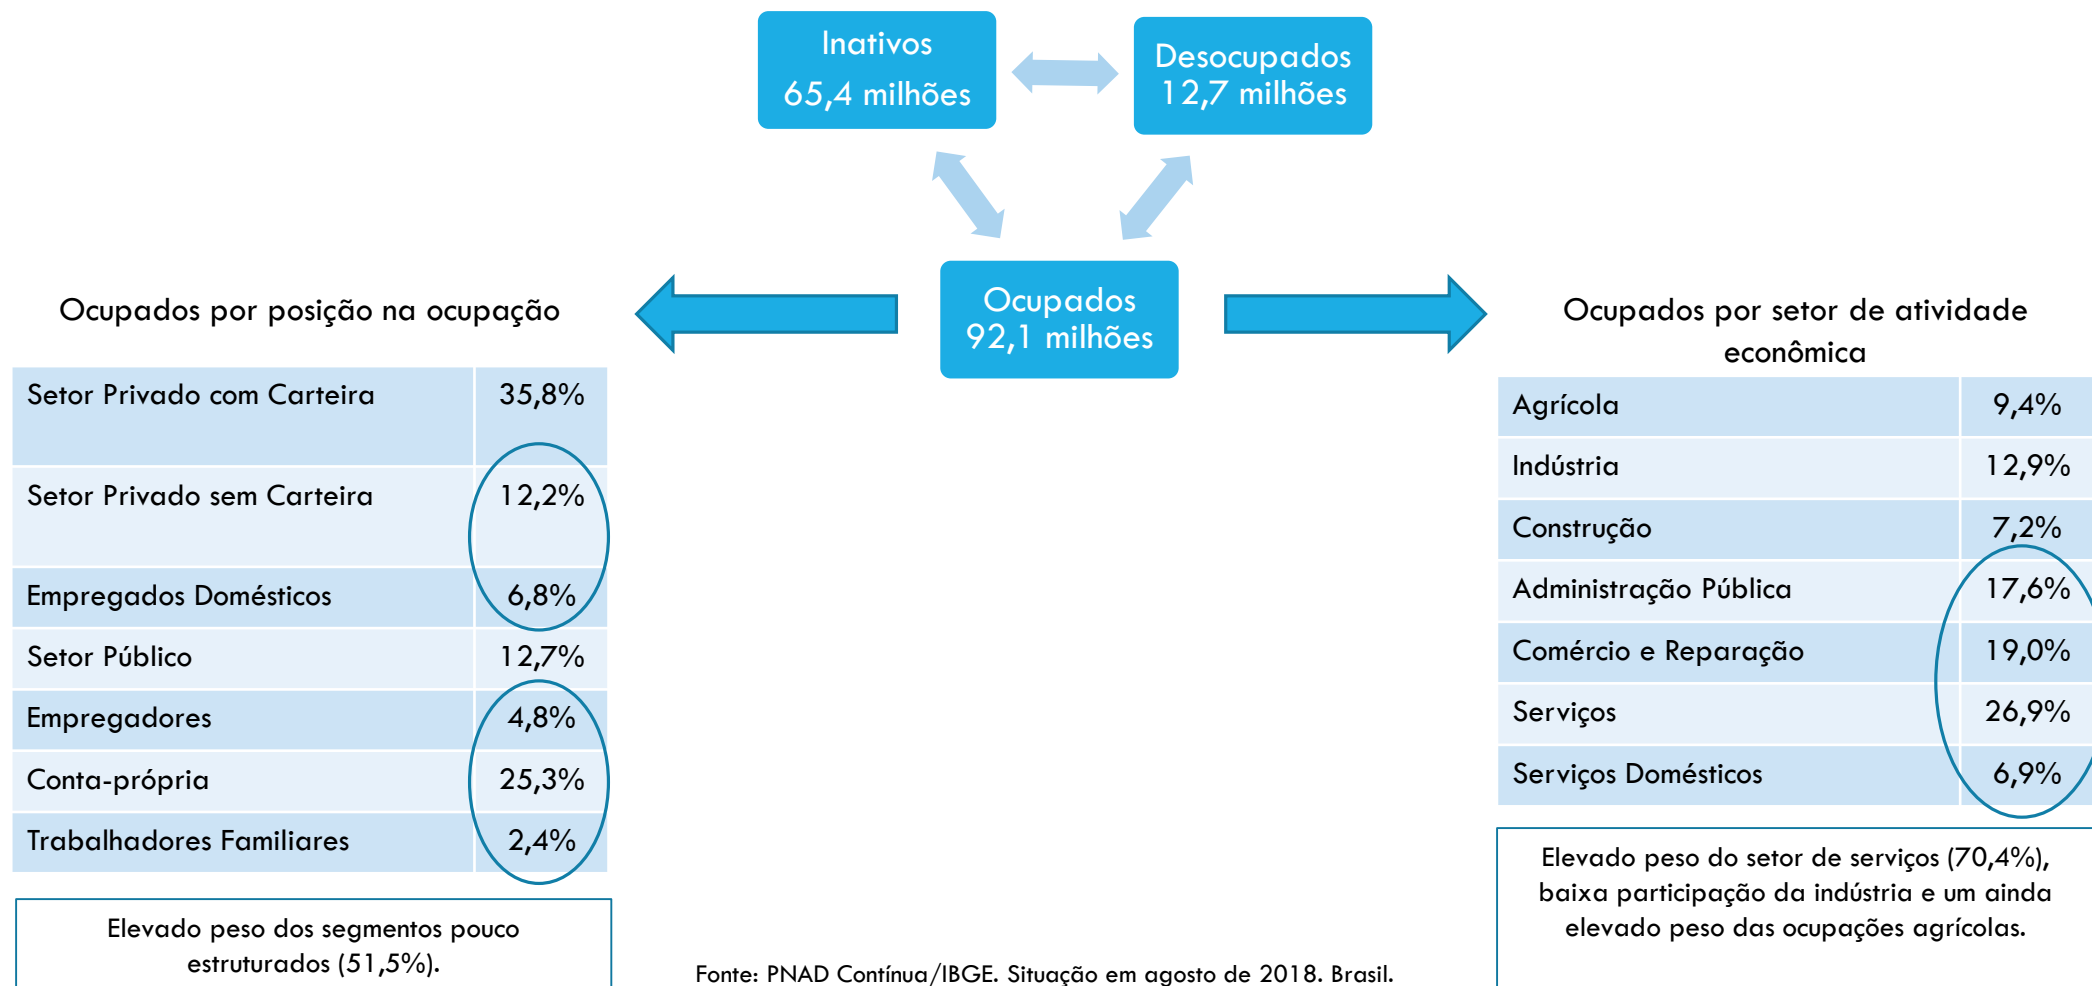 Inativos
65,4 milhões
Desocupados
12,7 milhões
Ocupados
92,1 milhões
Ocupados por posição na ocupação
Setor Privado com Carteira 35,8%
Setor Privado sem Carteira 12,2%
Empregados Domésticos 6,8%
Setor Público 12,7%
Empregadores 4,8%
Conta-própria 25,3%
Trabalhadores Familiares 2,4%
Elevado peso dos segmentos pouco
estruturados (51,5%).
Ocupados por setor de atividade
econômica
Agrícola 9,4%
Indústria 12,9%
Construção 7,2%
Administração Pública 17,6%
Comércio e Reparação 19,0%
Serviços 26,9%
Serviços Domésticos 6,9%
Elevado peso do setor de serviços (70,4%),
baixa participação da indústria e um ainda
elevado peso das ocupações agrícolas.
Fonte: PNAD Contínua/IBGE. Situação em agosto de 2018. Brasil.